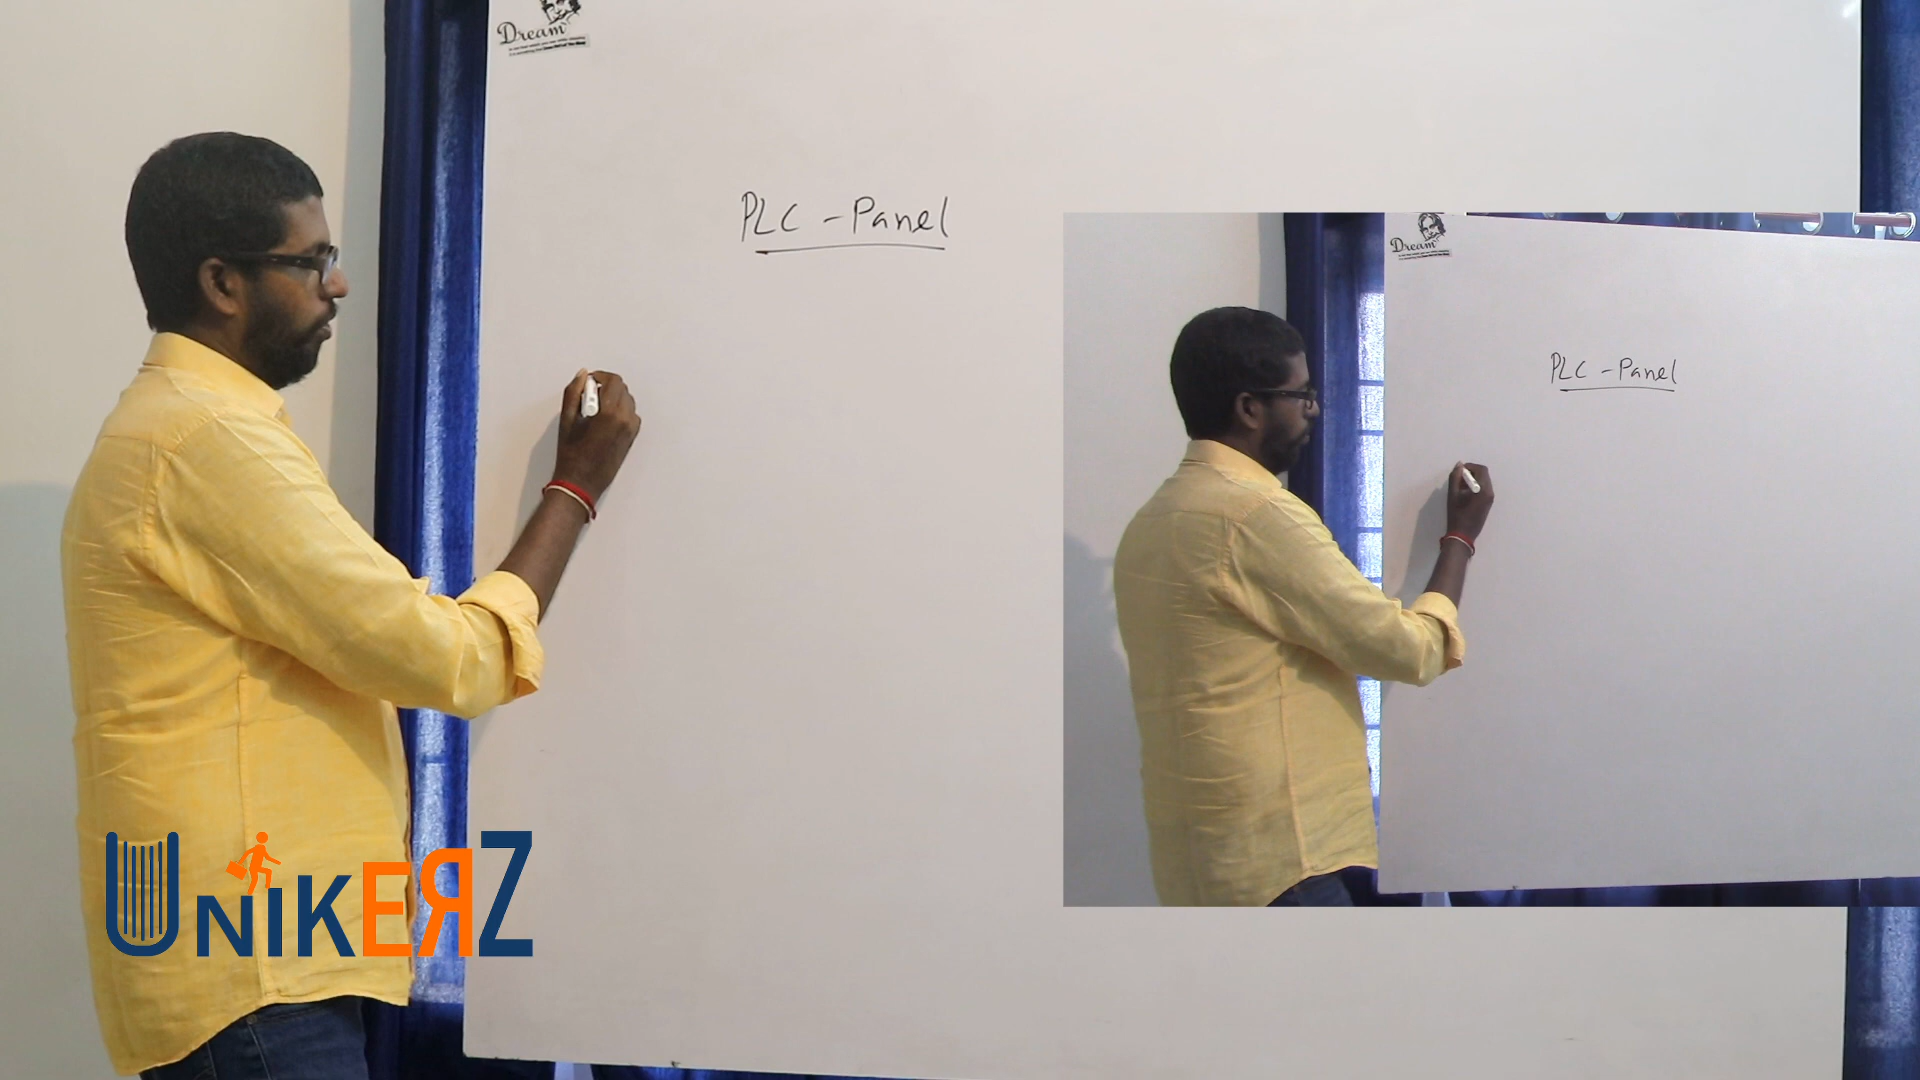 Dream
PLC - Panel
Dream
PLC - Panel
UNIKERZ